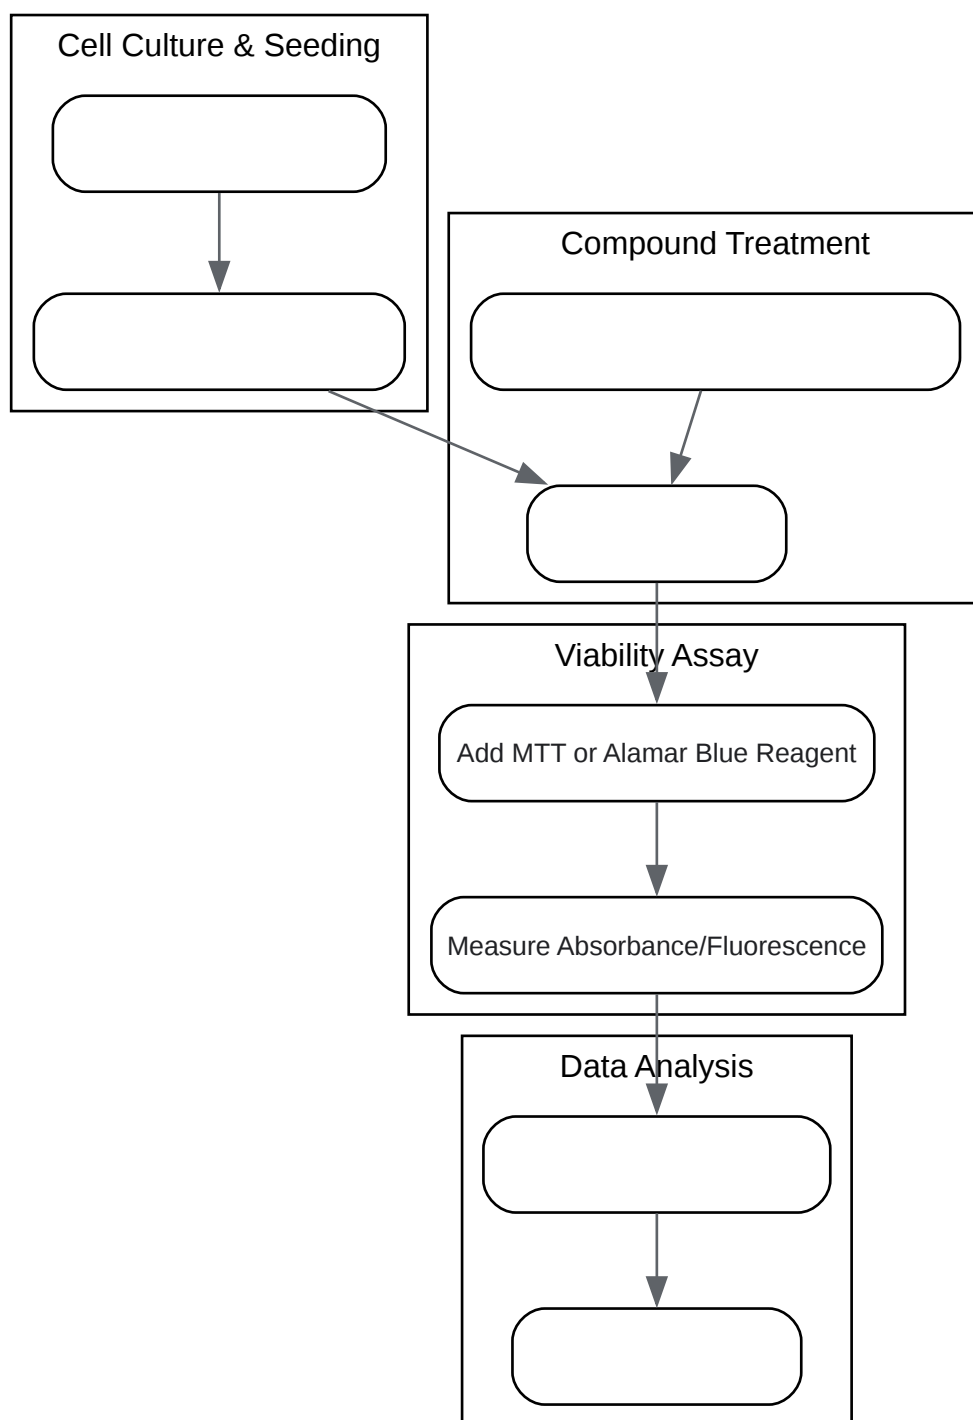 Cell Culture & Seeding
Compound Treatment
Viability Assay
Add MTT or Alamar Blue Reagent
Measure Absorbance/Fluorescence
Data Analysis